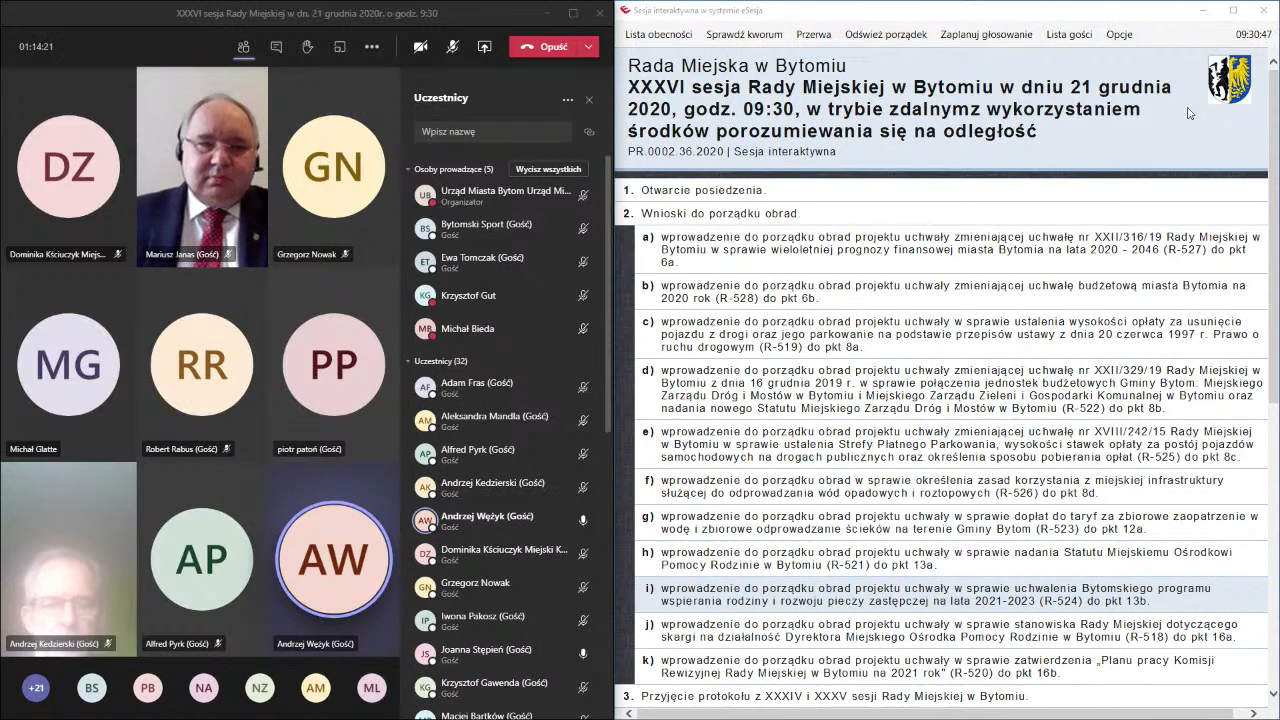 XXXVI sesja Rady Miejskiej w dn. 21 grudnia 2020r. o godz. 9:30
01:14:21
Opuść
DZ
GN
Dominika Kściuczyk Miejs...
Mariusz Janas (Gość)
Grzegorz Nowak
MG
RR
PP
Michał Glatte
Robert Rabus (Gość)
piotr patoń (Gość)
AP
AW
Andrzej Kedzierski (Gość)
Alfred Pyrk (Gość)
Andrzej Wężyk (Gość)
+21
BS
PB
NA
NZ
AM
ML
Uczestnicy
Wpisz nazwę
Osoby prowadzące (5)
Wycisz wszystkich
UB
Urząd Miasta Bytom Urząd Mi...
Organizator
BS
Bytomski Sport (Gość)
Gość
ET
Ewa Tomczak (Gość)
Gość
KG
Krzysztof Gut
MB
Michał Bieda
Uczestnicy (32)
AF
Adam Fras (Gość)
Gość
AM
Aleksandra Mandla (Gość)
Gość
AP
Alfred Pyrk (Gość)
Gość
AK
Andrzej Kedzierski (Gość)
Gość
AW
Andrzej Wężyk (Gość)
Gość
DZ
Dominika Kściuczyk Miejski K...
Gość
GN
Grzegorz Nowak
Gość
IP
Iwona Pakosz (Gość)
Gość
JS
Joanna Stępień (Gość)
Gość
KG
Krzysztof Gawenda (Gość)
Gość
Maciej Bartków (Gość)
Sesja interaktywna w systemie eSesja
Lista obecności
Sprawdź kworum
Przerwa
Odśwież porządek
Zaplanuj głosowanie
Lista gości
Opcje
09:30:47
Rada Miejska w Bytomiu
XXXVI sesja Rady Miejskiej w Bytomiu w dniu 21 grudnia
2020, godz. 09:30, w trybie zdalnymz wykorzystaniem
środków porozumiewania się na odległość
PR.0002.36.2020 | Sesja interaktywna
1. Otwarcie posiedzenia.
2. Wnioski do porządku obrad.
a) wprowadzenie do porządku obrad projektu uchwały zmieniającej uchwałę nr XXII/316/19 Rady Miejskiej w
Bytomiu w sprawie wieloletniej prognozy finansowej miasta Bytomia na lata 2020 - 2046 (R-527) do pkt
6a.
b) wprowadzenie do porządku obrad projektu uchwały zmieniającej uchwałę budżetową miasta Bytomia na
2020 rok (R-528) do pkt 6b.
c) wprowadzenie do porządku obrad projektu uchwały w sprawie ustalenia wysokości opłaty za usunięcie
pojazdu z drogi oraz jego parkowanie na podstawie przepisów ustawy z dnia 20 czerwca 1997 r. Prawo o
ruchu drogowym (R-519) do pkt 8a.
d) wprowadzenie do porządku obrad projektu uchwały zmieniającej uchwałę nr XXII/329/19 Rady Miejskiej w
Bytomiu z dnia 16 grudnia 2019 r. w sprawie połączenia jednostek budżetowych Gminy Bytom: Miejskiego
Zarządu Dróg i Mostów w Bytomiu i Miejskiego Zarządu Zieleni i Gospodarki Komunalnej w Bytomiu oraz
nadania nowego Statutu Miejskiego Zarządu Dróg i Mostów w Bytomiu (R-522) do pkt 8b.
e) wprowadzenie do porządku obrad projektu uchwały zmieniającej uchwałę nr XVIII/242/15 Rady Miejskiej
w Bytomiu w sprawie ustalenia Strefy Płatnego Parkowania, wysokości stawek opłaty za postój pojazdów
samochodowych na drogach publicznych oraz określenia sposobu pobierania opłat (R-525) do pkt 8c.
f) wprowadzenie do porządku obrad w sprawie określenia zasad korzystania z miejskiej infrastruktury
służącej do odprowadzania wód opadowych i roztopowych (R-526) do pkt 8d.
g) wprowadzenie do porządku obrad projektu uchwały w sprawie dopłat do taryf za zbiorowe zaopatrzenie w
wodę i zbiorowe odprowadzanie ścieków na terenie Gminy Bytom (R-523) do pkt 12a.
h) wprowadzenie do porządku obrad projektu uchwały w sprawie nadania Statutu Miejskiemu Ośrodkowi
Pomocy Rodzinie w Bytomiu (R-521) do pkt 13a.
i) wprowadzenie do porządku obrad projektu uchwały w sprawie uchwalenia Bytomskiego programu
wspierania rodziny i rozwoju pieczy zastępczej na lata 2021-2023 (R-524) do pkt 13b.
j) wprowadzenie do porządku obrad projektu uchwały w sprawie stanowiska Rady Miejskiej dotyczącego
skargi na działalność Dyrektora Miejskiego Ośrodka Pomocy Rodzinie w Bytomiu (R-518) do pkt 16a.
k) wprowadzenie do porządku obrad projektu uchwały w sprawie zatwierdzenia „Planu pracy Komisji
Rewizyjnej Rady Miejskiej w Bytomiu na 2021 rok" (R-520) do pkt 16b.
3. Przyjęcie protokołu z XXXIV i XXXV sesji Rady Miejskiej w Bytomiu.